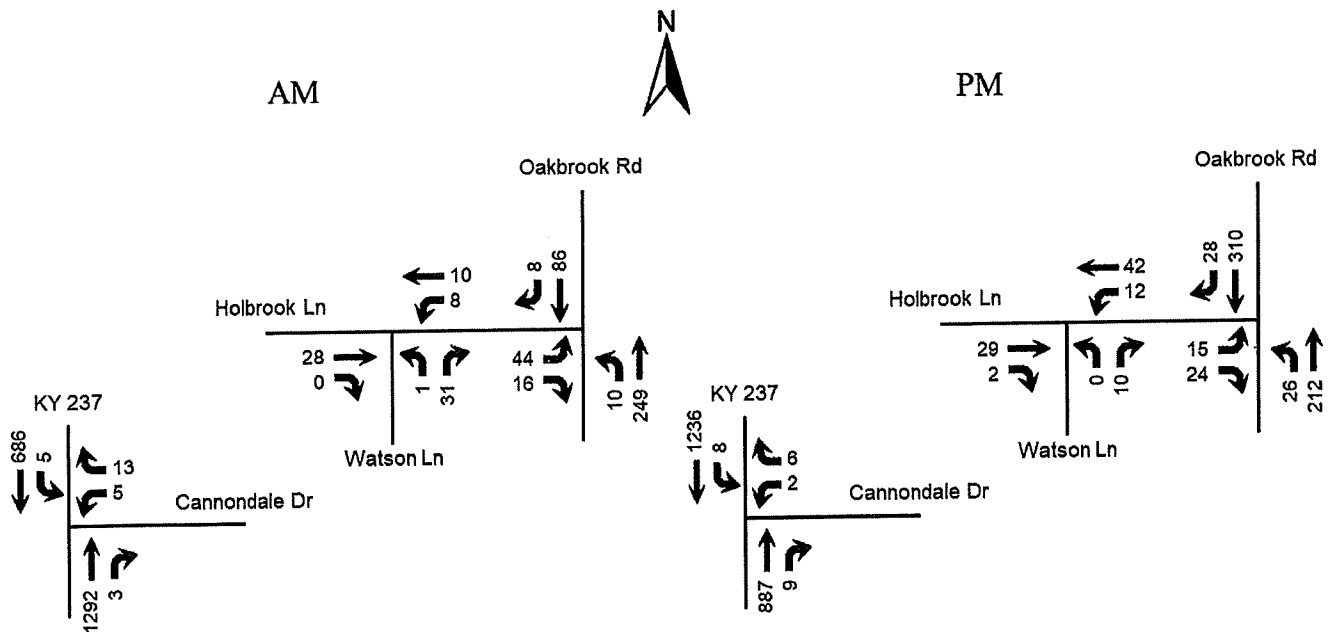 N
AM
Oakbrook Rd
10
8
8
86
Holbrook Ln
28
0
1
31
44
16
10
249
Watson Ln
KY 237
686
5
13
5
Cannondale Dr
1292
3
PM
Oakbrook Rd
42
12
28
310
Holbrook Ln
29
2
0
10
15
24
26
212
Watson Ln
KY 237
1236
8
6
2
Cannondale Dr
887
9